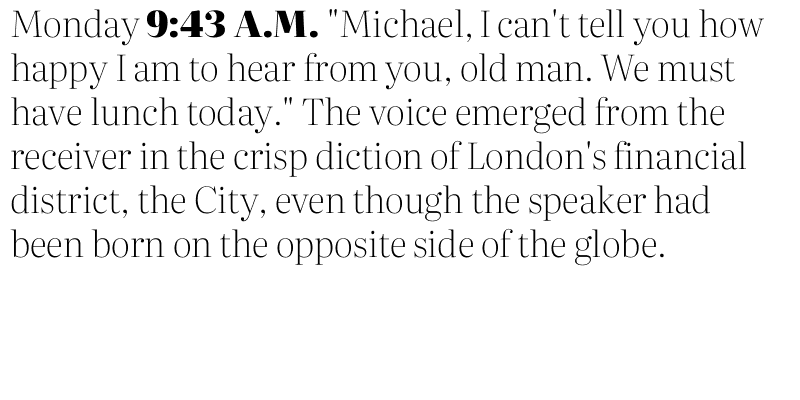 Monday 9:43 A.M. "Michael, I can't tell you how
happy I am to hear from you, old man. We must
have lunch today." The voice emerged from the
receiver in the crisp diction of London's financial
district, the City, even though the speaker had
been born on the opposite side of the globe.